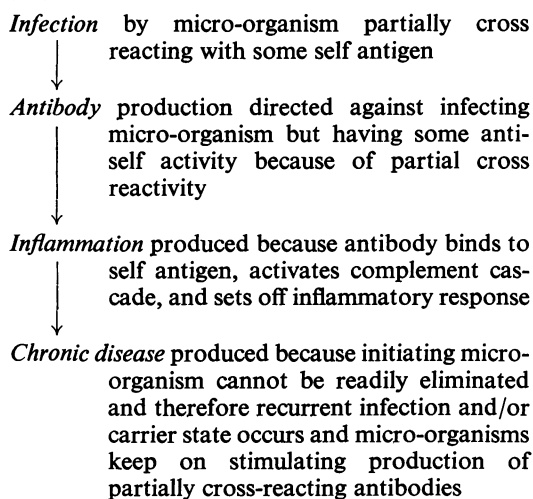 Infection by micro-organism partially cross
reacting with some self antigen
Antibody production directed against infecting
micro-organism but having some anti-
self activity because of partial cross
reactivity
Inflammation produced because antibody binds to
self antigen, activates complement cas-
cade, and sets off inflammatory response
Chronic disease produced because initiating micro-
organism cannot be readily eliminated
and therefore recurrent infection and/or
carrier state occurs and micro-organisms
keep on stimulating production of
partially cross-reacting antibodies